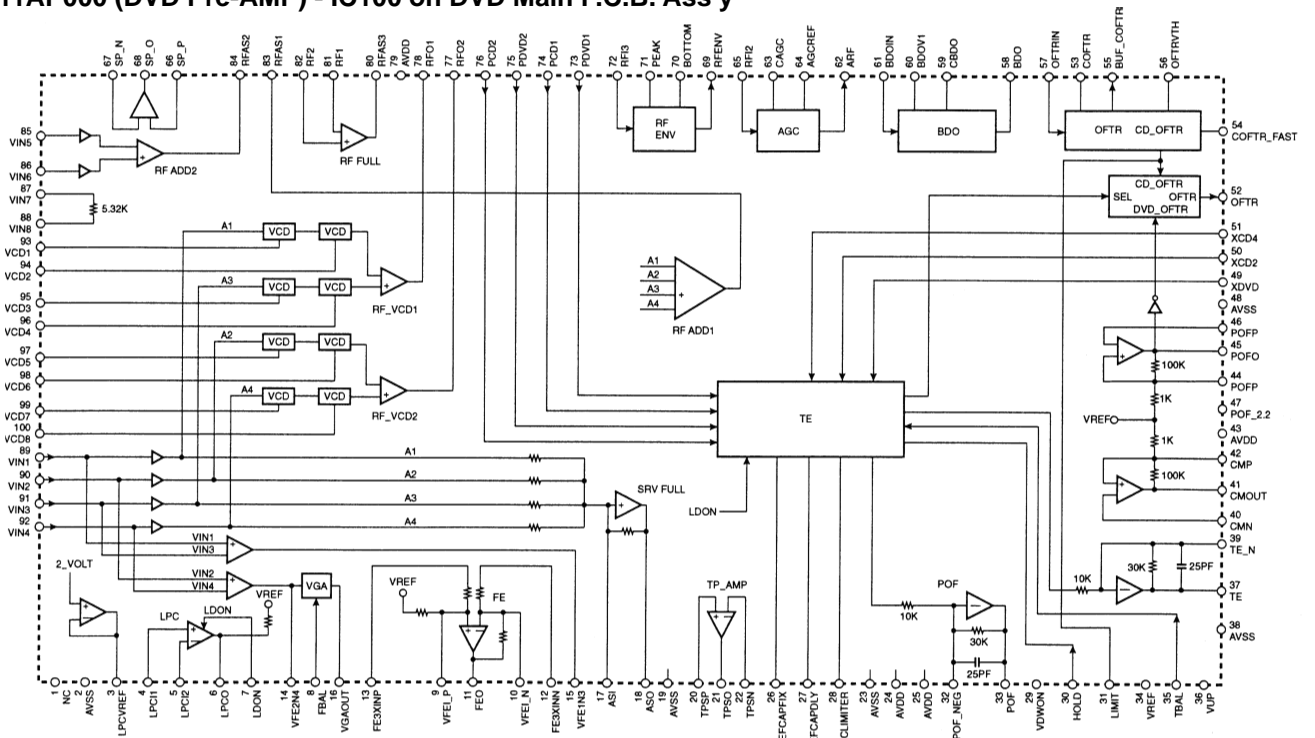 67 SP_N
68 SP_O
66 SP_P
84 RFAS2
83 RFAS1
82 RF2
81 RF1
80 RFAS3
79 AVDD
78 RFO1
77 RFO2
76 PCD2
75 PDVD2
74 PCD1
73 PDVD1
72 RFI3
71 PEAK
70 BOTTOM
69 RFENV
65 RFI2
63 CAGC
64 AGCREF
62 ARF
61 BDOIN
60 BDOV1
59 CBDO
58 BDO
57 OFTRIN
53 COFTR
55 BUF_COFTR
56 OFTRVTH
85 VIN5
86 VIN6
87 VIN7
88 VIN8
93 VCD1
94 VCD2
95 VCD3
96 VCD4
97 VCD5
98 VCD6
99 VCD7
100 VCD8
89 VIN1
90 VIN2
91 VIN3
92 VIN4
RF ADD2
5.32K
RF FULL
RF ENV
AGC
BDO
OFTR CD_OFTR
CD_OFTR
SEL OFTR
DVD_OFTR
A1 VCD VCD
A3 VCD VCD
RF_VCD1
A2 VCD VCD
A4 VCD VCD
RF_VCD2
A1
A2
A3
A4
RF ADD1
TE
LDON
A1
A2
A3
A4
SRV FULL
VIN1
VIN3
VIN2
VIN4
VGA
2_VOLT
LPC
LDON
VREF
VREF
FE
TP_AMP
10K
POF
30K
25PF
10K
30K
25PF
100K
1K
VREF
1K
100K
54 COFTR_FAST
52 OFTR
51 XCD4
50 XCD2
49 XDVD
48 AVSS
46 POFP
45 POFO
44 POFP
47 POF_2.2
43 AVDD
42 CMP
41 CMOUT
40 CMN
39 TE_N
37 TE
38 AVSS
1 NC
2 AVSS
3 LPCVREF
4 LPCI1
5 LPCI2
6 LPCO
7 LDON
14 VFE2N4
8 FBAL
16 VGAOUT
13 FE3XINP
9 VFEI_P
11 FEO
10 VFEI_N
12 FE3XINN
15 VFE1N3
17 ASI
18 ASO
19 AVSS
20 TPSP
21 TPSO
22 TPSN
26 EFCAPFIX
27 EFCAPDLY
28 CLIMITER
23 AVSS
24 AVDD
25 AVDD
32 POF_NEG
33 POF
29 VDWON
30 HOLD
31 LIMIT
34 VREF
35 TBAL
36 VUP